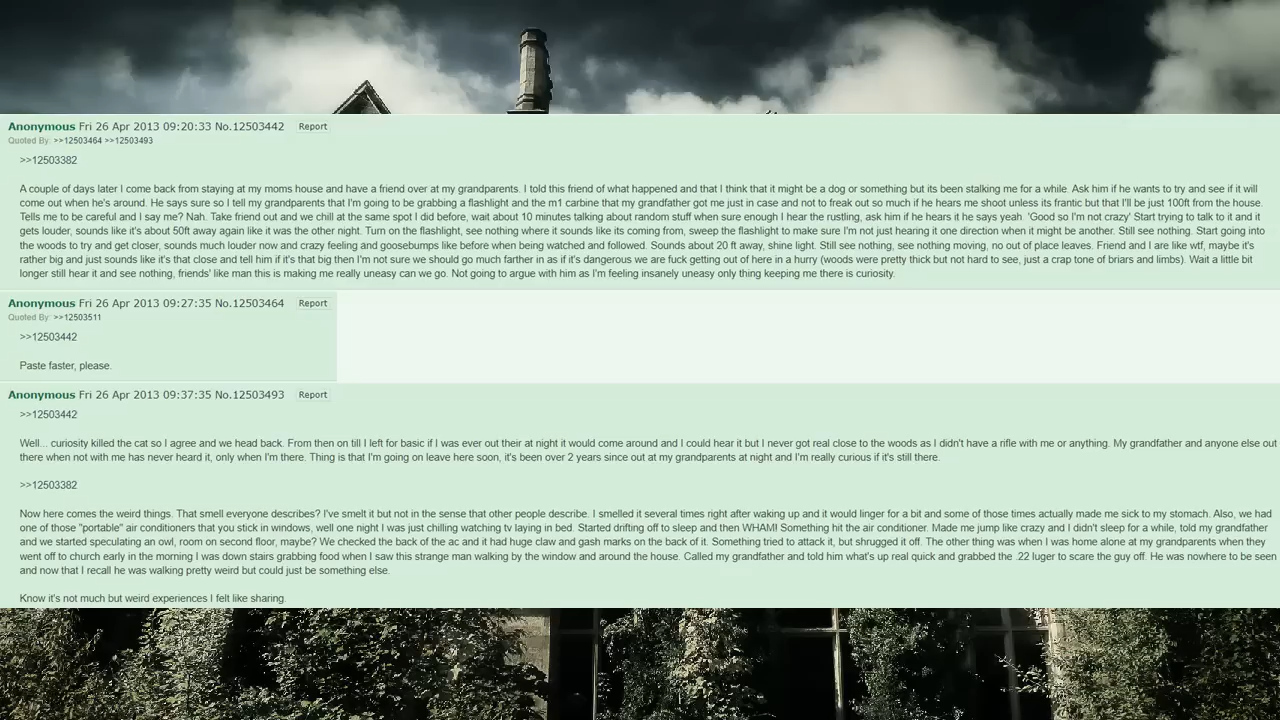 Anonymous Fri 26 Apr 2013 09:20:33 No.12503442 Report
Quoted By: >>12503464 >>12503493
>>12503382
A couple of days later I come back from staying at my moms house and have a friend over at my grandparents. I told this friend of what happened and that I think that it might be a dog or something but its been stalking me for a while. Ask him if he wants to try and see if it will
come out when he's around. He says sure so I tell my grandparents that I'm going to be grabbing a flashlight and the m1 carbine that my grandfather got me just in case and not to freak out so much if he hears me shoot unless its frantic but that I'll be just 100ft from the house.
Tells me to be careful and I say me? Nah. Take friend out and we chill at the same spot I did before, wait about 10 minutes talking about random stuff when sure enough I hear the rustling, ask him if he hears it he says yeah 'Good so I'm not crazy' Start trying to talk to it and it
gets louder, sounds like it's about 50ft away again like it was the other night. Turn on the flashlight, see nothing where it sounds like its coming from, sweep the flashlight to make sure I'm not just hearing it one direction when it might be another. Still see nothing. Start going into
the woods to try and get closer, sounds much louder now and crazy feeling and goosebumps like before when being watched and followed. Sounds about 20 ft away, shine light. Still see nothing, see nothing moving, no out of place leaves. Friend and I are like wtf, maybe it's
rather big and just sounds like it's that close and tell him if it's that big then I'm not sure we should go much farther in as if it's dangerous we are fuck getting out of here in a hurry (woods were pretty thick but not hard to see, just a crap tone of briars and limbs). Wait a little bit
longer still hear it and see nothing, friends' like man this is making me really uneasy can we go. Not going to argue with him as I'm feeling insanely uneasy only thing keeping me there is curiosity.
Anonymous Fri 26 Apr 2013 09:27:35 No.12503464 Report
Quoted By: >>12503511
>>12503442
Paste faster, please.
Anonymous Fri 26 Apr 2013 09:37:35 No.12503493 Report
>>12503442
Well... curiosity killed the cat so I agree and we head back. From then on till I left for basic if I was ever out their at night it would come around and I could hear it but I never got real close to the woods as I didn't have a rifle with me or anything. My grandfather and anyone else out
there when not with me has never heard it, only when I'm there. Thing is that I'm going on leave here soon, it's been over 2 years since out at my grandparents at night and I'm really curious if it's still there.
>>12503382
Now here comes the weird things. That smell everyone describes? I've smelt it but not in the sense that other people describe. I smelled it several times right after waking up and it would linger for a bit and some of those times actually made me sick to my stomach. Also, we had
one of those "portable" air conditioners that you stick in windows, well one night I was just chilling watching tv laying in bed. Started drifting off to sleep and then WHAM! Something hit the air conditioner. Made me jump like crazy and I didn't sleep for a while, told my grandfather
and we started speculating an owl, room on second floor, maybe? We checked the back of the ac and it had huge claw and gash marks on the back of it. Something tried to attack it, but shrugged it off. The other thing was when I was home alone at my grandparents when they
went off to church early in the morning I was down stairs grabbing food when I saw this strange man walking by the window and around the house. Called my grandfather and told him what's up real quick and grabbed the .22 luger to scare the guy off. He was nowhere to be seen
and now that I recall he was walking pretty weird but could just be something else.
Know it's not much but weird experiences I felt like sharing.